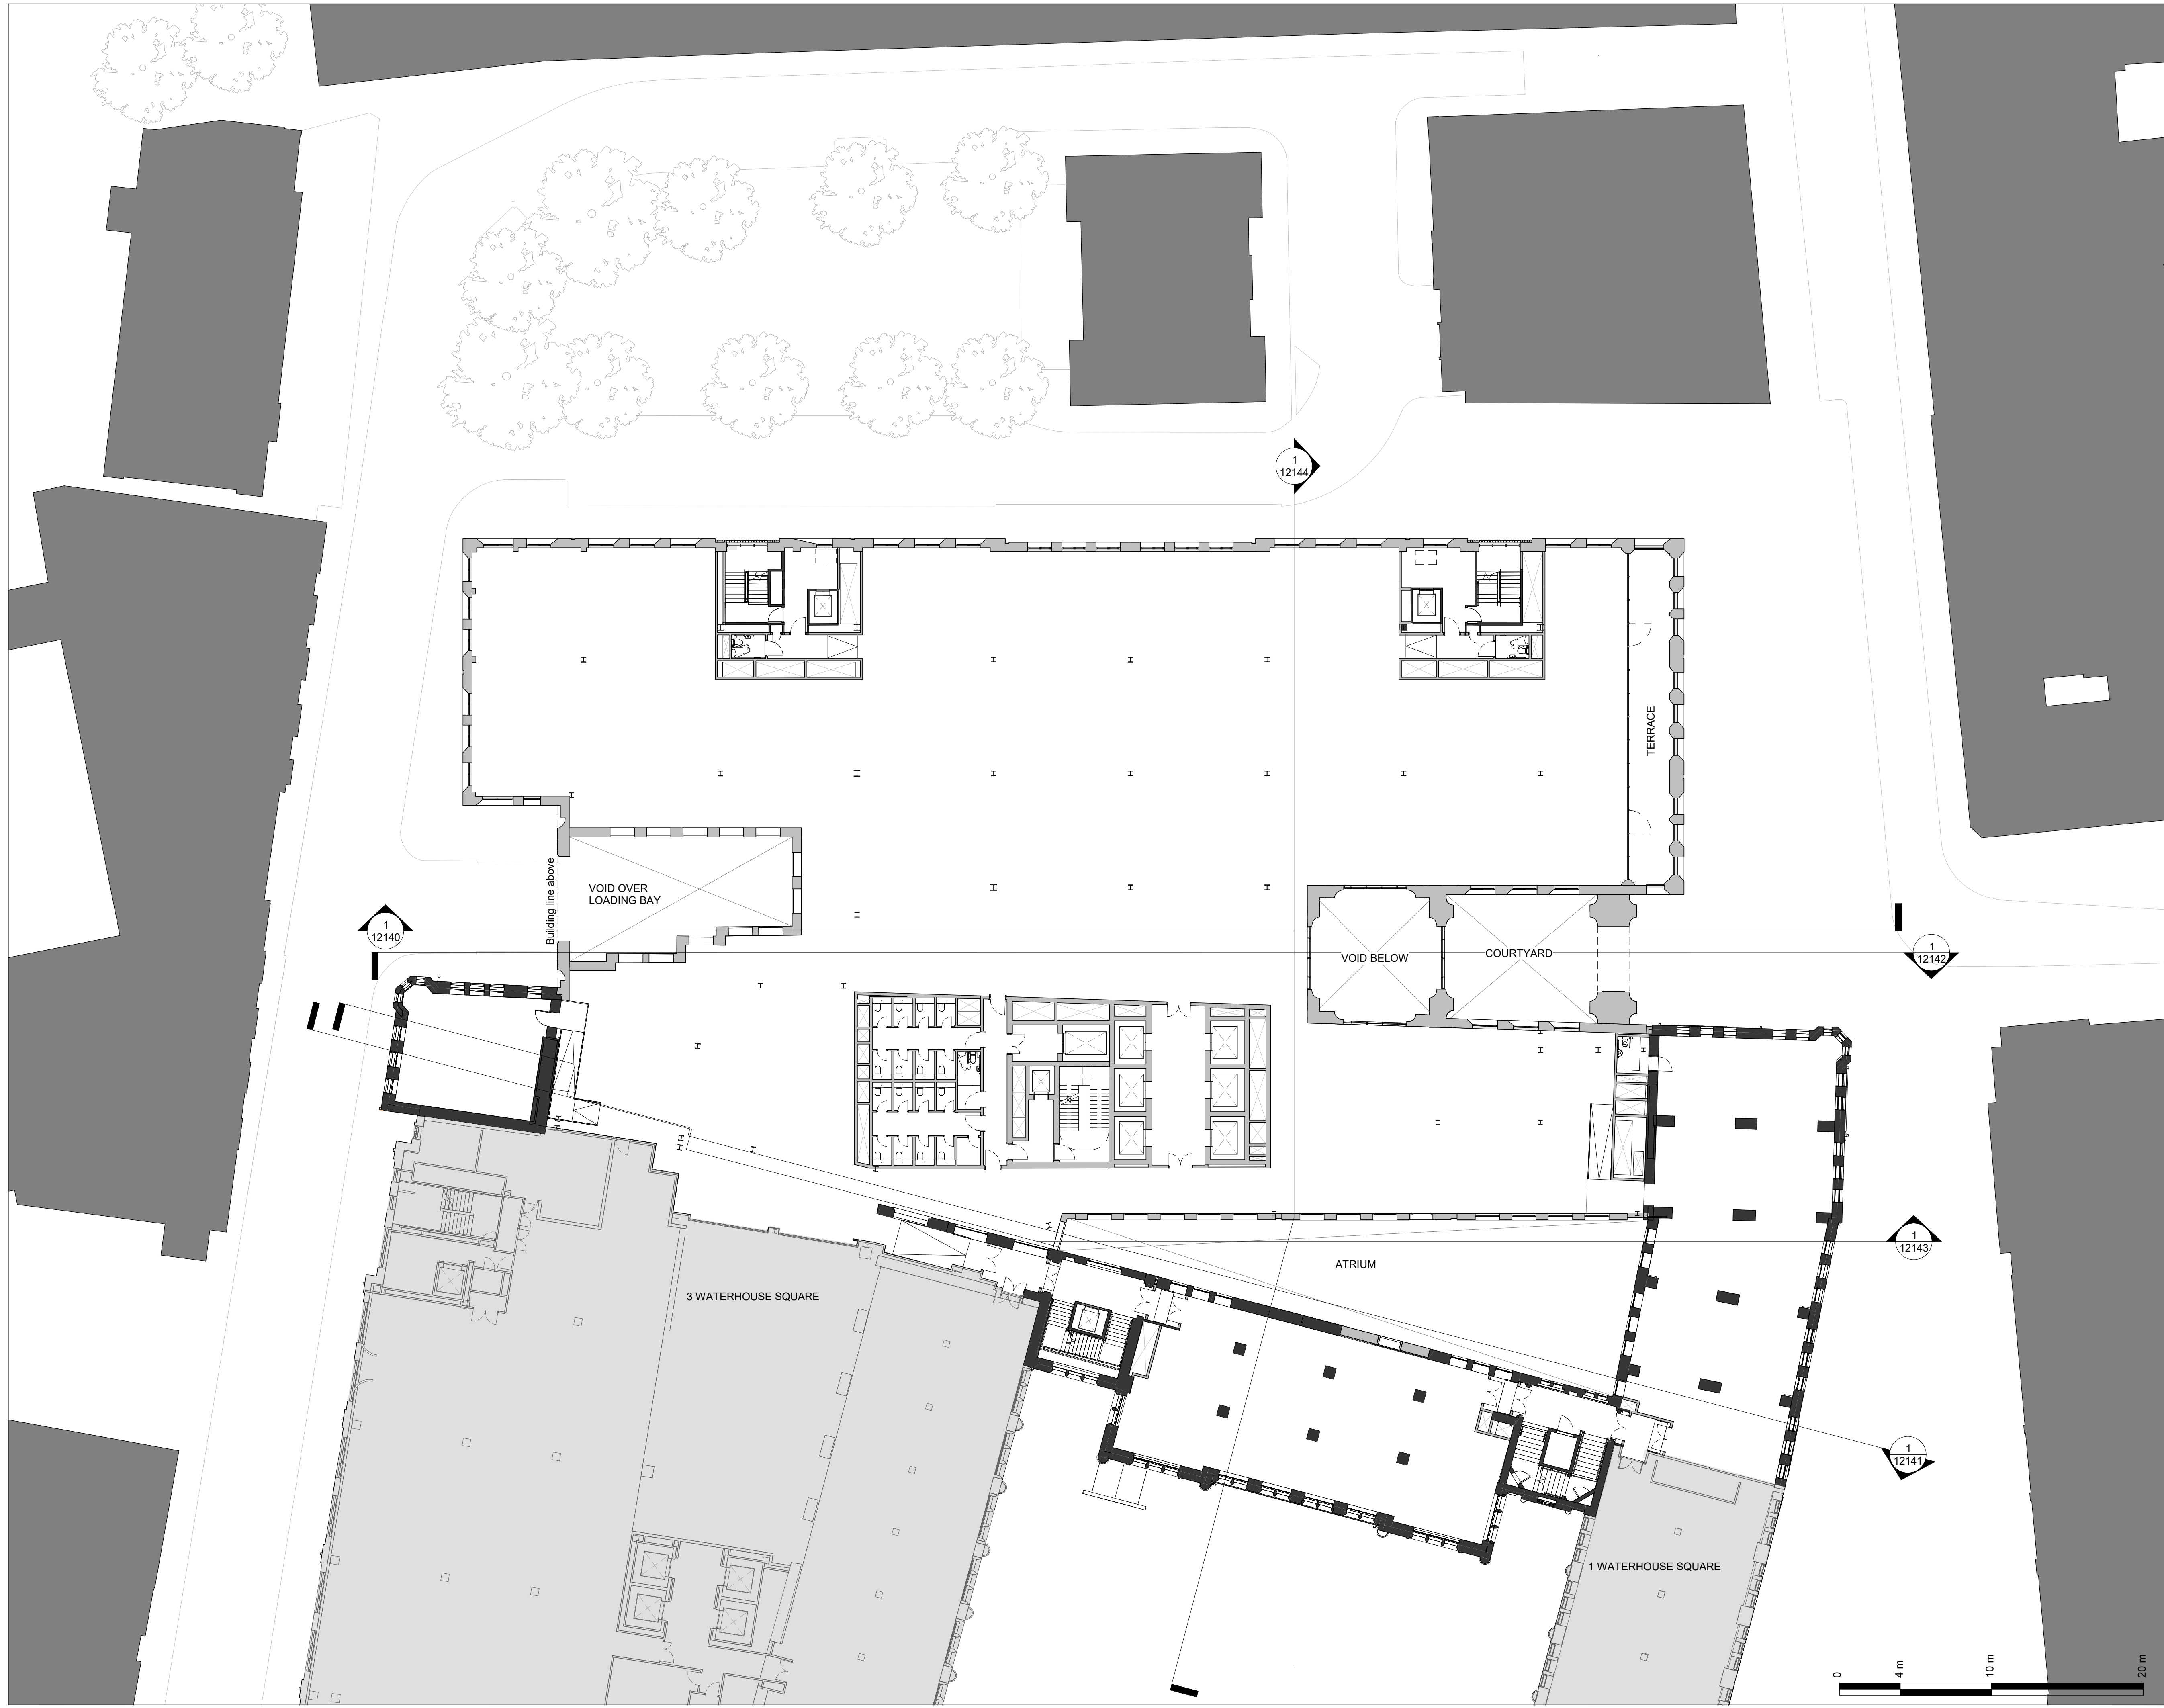 1
12144
TERRACE
Building line above
VOID OVER
LOADING BAY
1
12140
VOID BELOW
COURTYARD
1
12142
ATRIUM
1
12143
3 WATERHOUSE SQUARE
1
12141
1 WATERHOUSE SQUARE
0
4 m
10 m
20 m